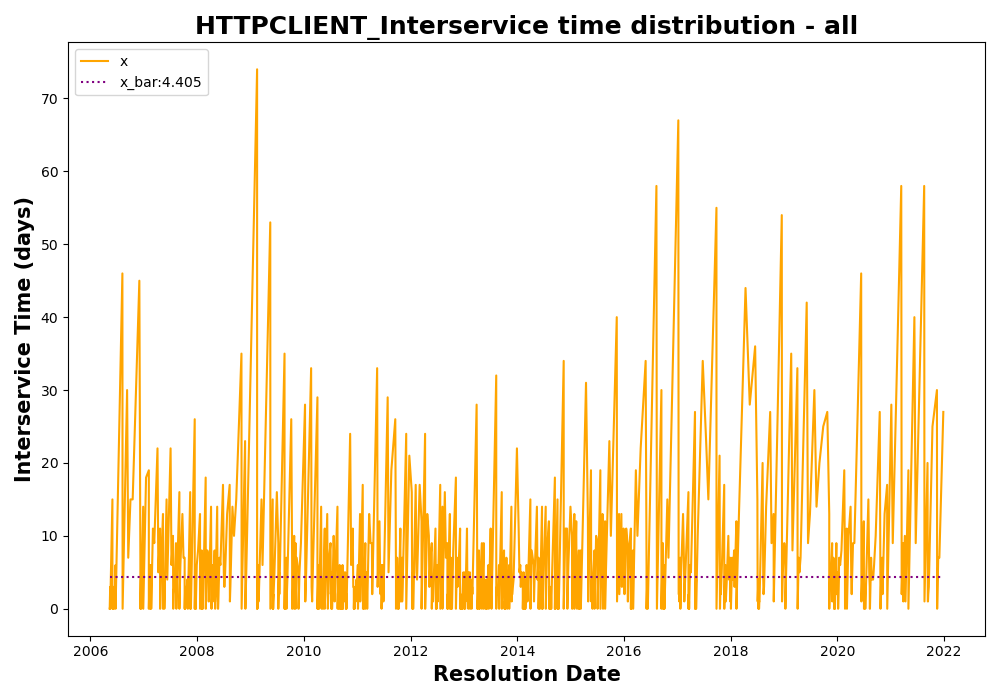 HTTPCLIENT_Interservice time distribution - all
x
x_bar:4.405
Interservice Time (days)
70
60
50
40
30
20
10
0
2006 2008 2010 2012 2014 2016 2018 2020 2022
Resolution Date